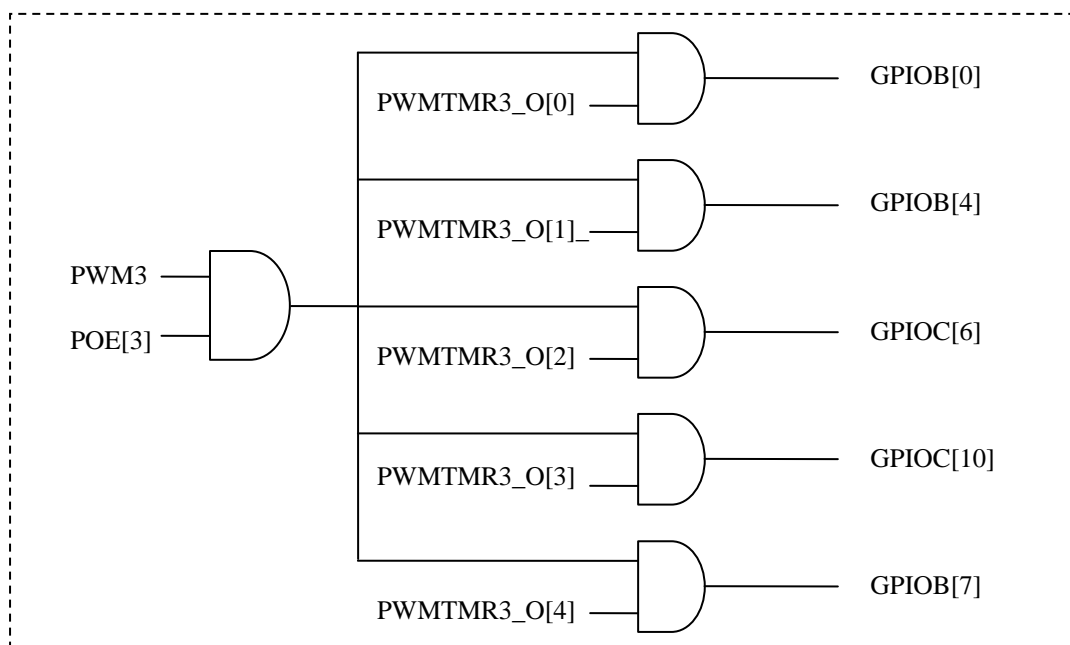 PWMTMR3_O[0]
GPIOB[0]
PWMTMR3_O[1]_
GPIOB[4]
PWM3
POE[3]
PWMTMR3_O[2]
GPIOC[6]
PWMTMR3_O[3]
GPIOC[10]
PWMTMR3_O[4]
GPIOB[7]